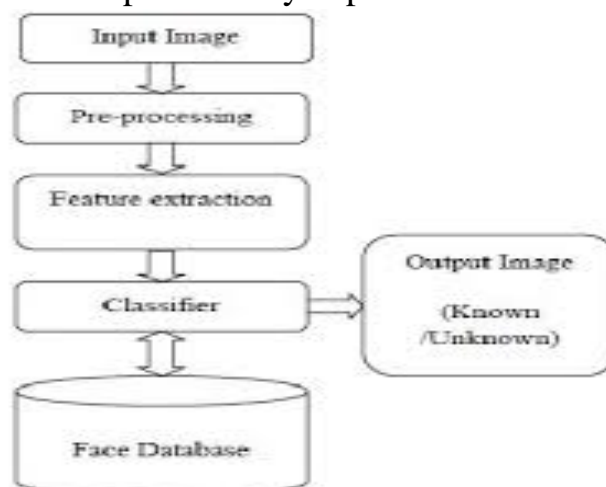 Input Image
Pre-processing
Feature extraction
Classifier
Output Image
(Known
/Unknown)
Face Database